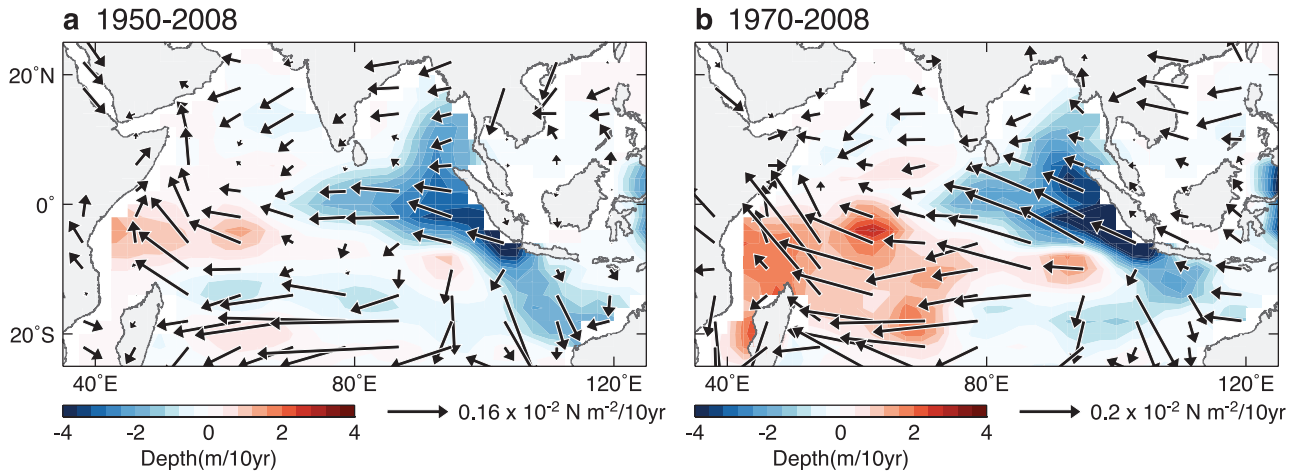 a 1950-2008
b 1970-2008
20°N
0°
20°S
40°E
80°E
120°E
40°E
80°E
120°E
0.16 x 10⁻² N m⁻²/10yr
0.2 x 10⁻² N m⁻²/10yr
-4 -2 0 2 4
-4 -2 0 2 4
Depth(m/10yr)
Depth(m/10yr)